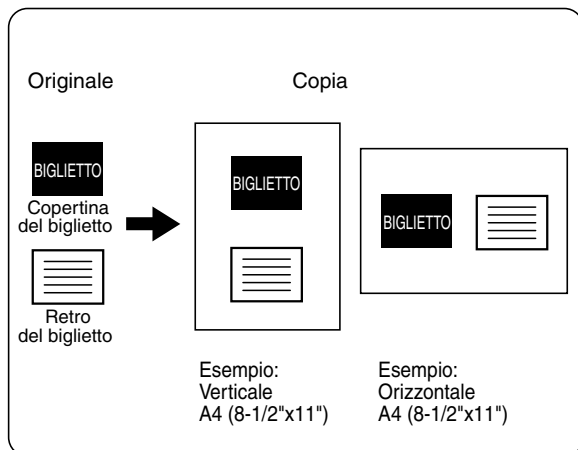 Originale
Copia
BIGLIETTO
Copertina
del biglietto
Retro
del biglietto
BIGLIETTO
BIGLIETTO
Esempio:
Verticale
A4 (8-1/2"x11")
Esempio:
Orizzontale
A4 (8-1/2"x11")